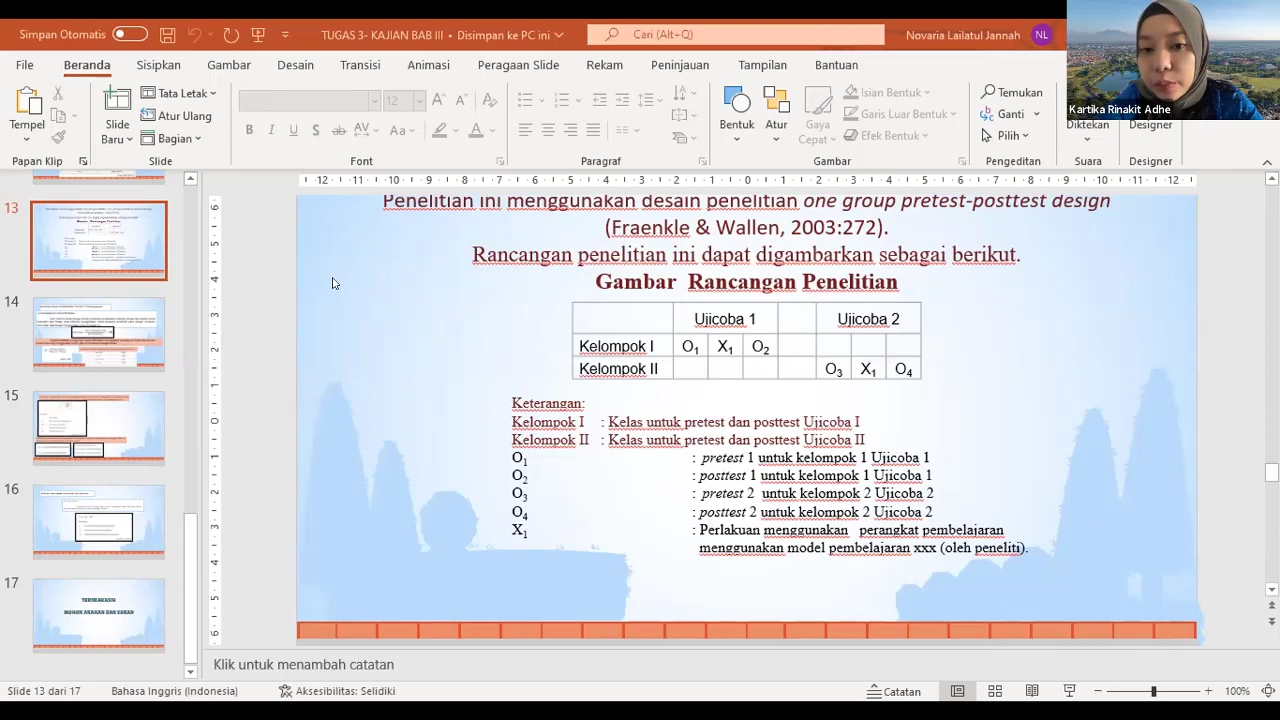 Simpan Otomatis
TUGAS 3- KAJIAN BAB III • Disimpan ke PC ini
Cari (Alt+Q)
Novaria Lailatul Jannah
NL
Kartika Rinakit Adhe
File
Beranda
Sisipkan
Gambar
Desain
Transisi
Animasi
Peragaan Slide
Rekam
Peninjauan
Tampilan
Bantuan
Tempel
Slide
Baru
Tata Letak
Atur Ulang
Bagian
12
Bentuk
Atur
Gaya
Cepat
Isian Bentuk
Garis Luar Bentuk
Efek Bentuk
Temukan
Ganti
Pilih
Diktekan
Designer
Papan Klip
Slide
Font
Paragraf
Gambar
Pengeditan
Suara
Designer
13
14
15
16
17
TERIMAKASIH
MOHON ARAHAN DAN SARAN
Penelitian ini menggunakan desain penelitian one group pretest-posttest design
(Fraenkle & Wallen, 2003:272).
Rancangan penelitian ini dapat digambarkan sebagai berikut.
Gambar Rancangan Penelitian
Ujicoba 1 Ujicoba 2
Kelompok I O1 X1 O2
Kelompok II O3 X1 O4
Keterangan:
Kelompok I : Kelas untuk pretest dan posttest Ujicoba I
Kelompok II : Kelas untuk pretest dan posttest Ujicoba II
O1 : pretest 1 untuk kelompok 1 Ujicoba 1
O2 : posttest 1 untuk kelompok 1 Ujicoba 1
O3 : pretest 2 untuk kelompok 2 Ujicoba 2
O4 : posttest 2 untuk kelompok 2 Ujicoba 2
X1 : Perlakuan menggunakan perangkat pembelajaran
menggunakan model pembelajaran xxx (oleh peneliti).
Klik untuk menambah catatan
Slide 13 dari 17
Bahasa Inggris (Indonesia)
Aksesibilitas: Selidiki
Catatan
100%